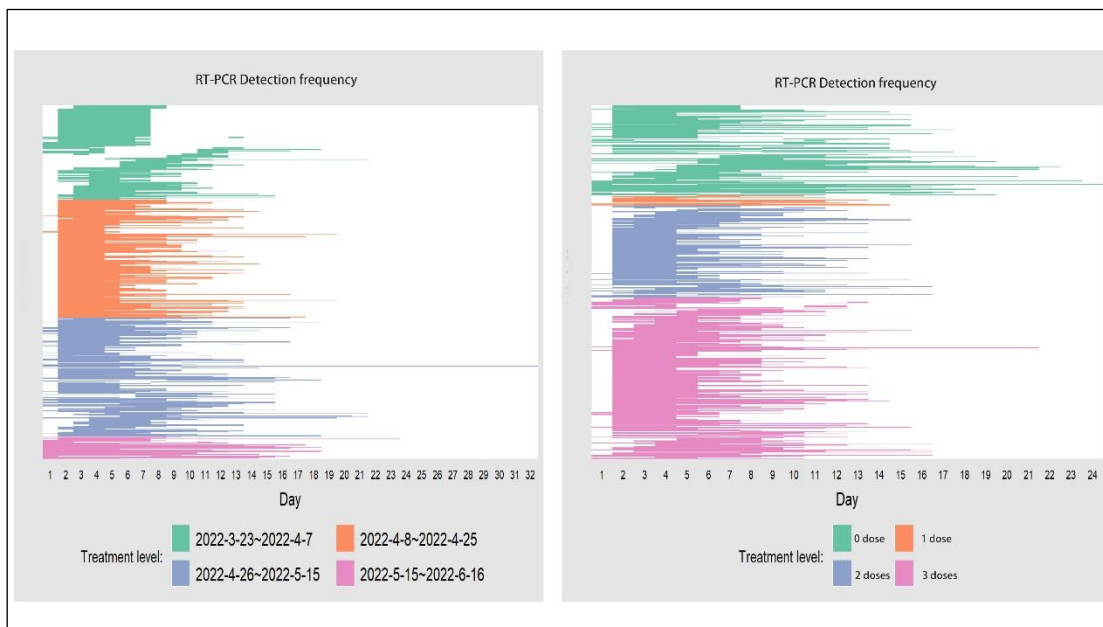 RT-PCR Detection frequency
1 2 3 4 5 6 7 8 9 10 11 12 13 14 15 16 17 18 19 20 21 22 23 24 25 26 27 28 29 30 31 32
Day
Treatment level:
2022-3-23~2022-4-7
2022-4-8~2022-4-25
2022-4-26~2022-5-15
2022-5-15~2022-6-16
RT-PCR Detection frequency
1 2 3 4 5 6 7 8 9 10 11 12 13 14 15 16 17 18 19 20 21 22 23 24
Day
Treatment level:
0 dose
1 dose
2 doses
3 doses